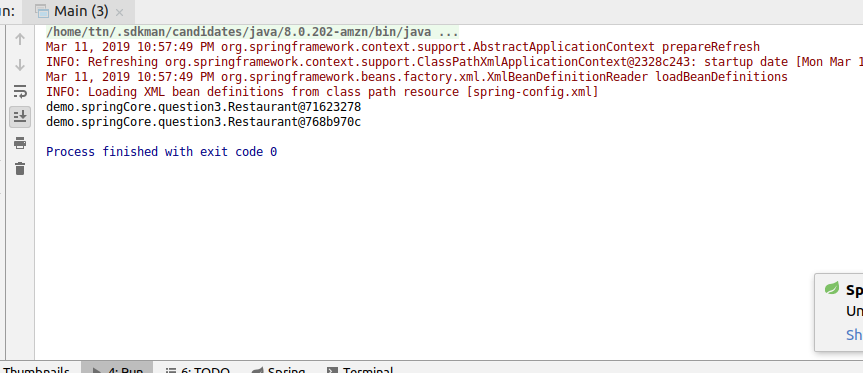 un: Main (3) ×
/home/ttn/.sdkman/candidates/java/8.0.202-amzn/bin/java ...
Mar 11, 2019 10:57:49 PM org.springframework.context.support.AbstractApplicationContext prepareRefresh
INFO: Refreshing org.springframework.context.support.ClassPathXmlApplicationContext@2328c243: startup date [Mon Mar 1
Mar 11, 2019 10:57:49 PM org.springframework.beans.factory.xml.XmlBeanDefinitionReader loadBeanDefinitions
INFO: Loading XML bean definitions from class path resource [spring-config.xml]
demo.springCore.question3.Restaurant@71623278
demo.springCore.question3.Restaurant@768b970c
Process finished with exit code 0
Sp
Un
Sh
Thumbnails 4: Run 6: TODO Spring Terminal